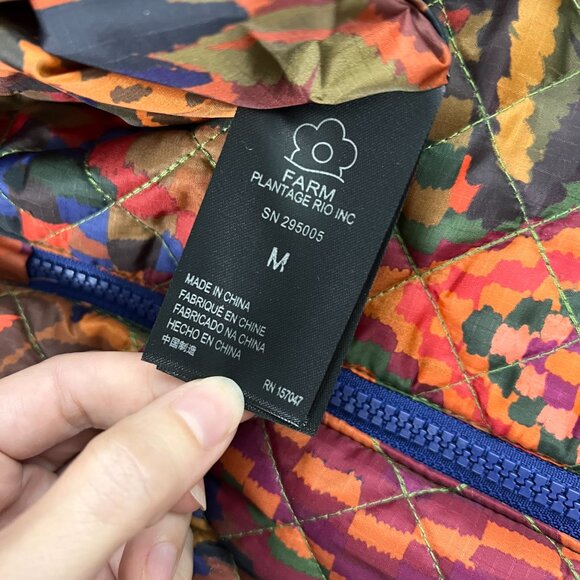 FARM
PLANTAGE RIO INC
SN 295005
M
MADE IN CHINA
FABRIQUÉ EN CHINE
FABRICADO NA CHINA
HECHO EN CHINA
中国制造
RN 157047